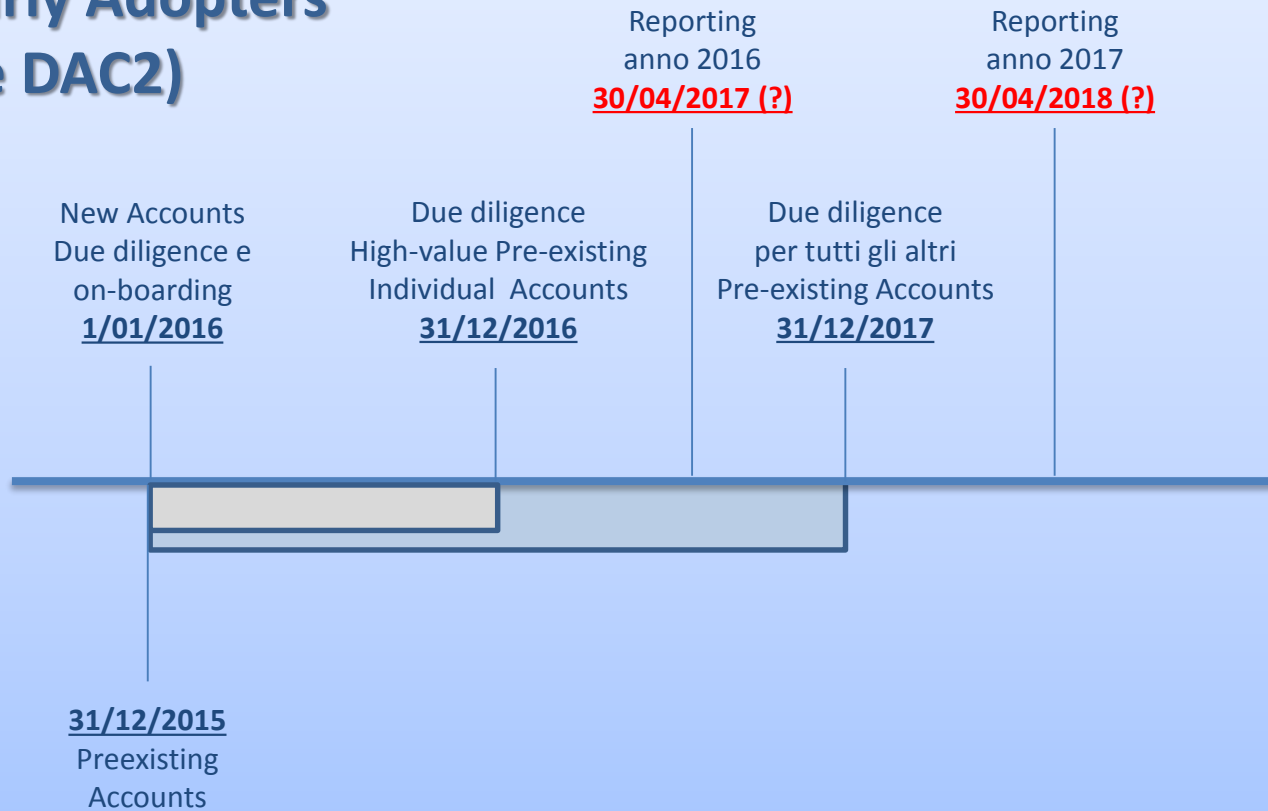 Adopters
DAC2)
Reporting
anno 2016
30/04/2017 (?)
Reporting
anno 2017
30/04/2018 (?)
New Accounts
Due diligence e
on-boarding
1/01/2016
Due diligence
High-value Pre-existing
Individual Accounts
31/12/2016
Due diligence
per tutti gli altri
Pre-existing Accounts
31/12/2017
31/12/2015
Preexisting
Accounts